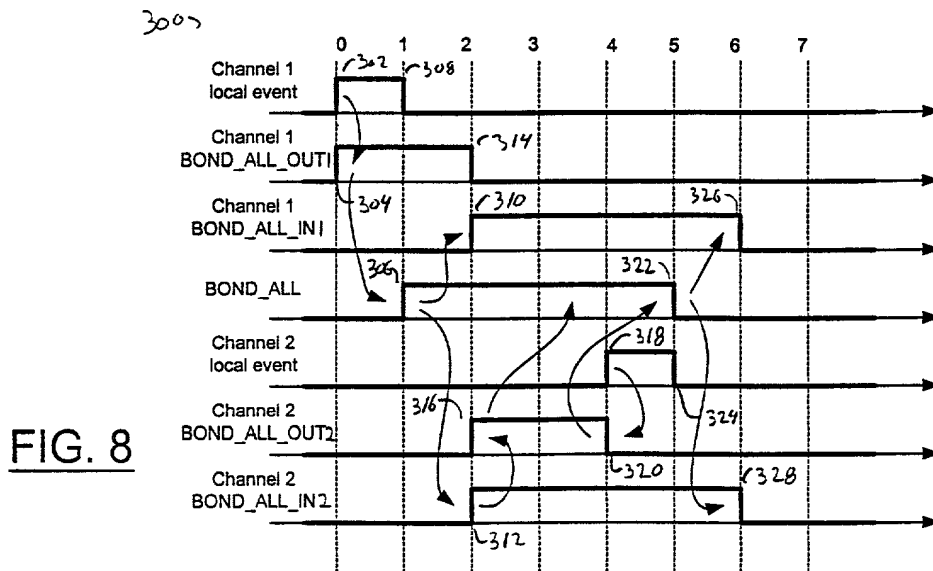 300
0 1 2 3 4 5 6 7
302 308
Channel 1
local event
Channel 1
BOND_ALL_OUT1
314
304
Channel 1
BOND_ALL_IN1
310
326
306
322
BOND_ALL
Channel 2
local event
318
316
324
Channel 2
BOND_ALL_OUT2
320
FIG. 8
328
Channel 2
BOND_ALL_IN2
312